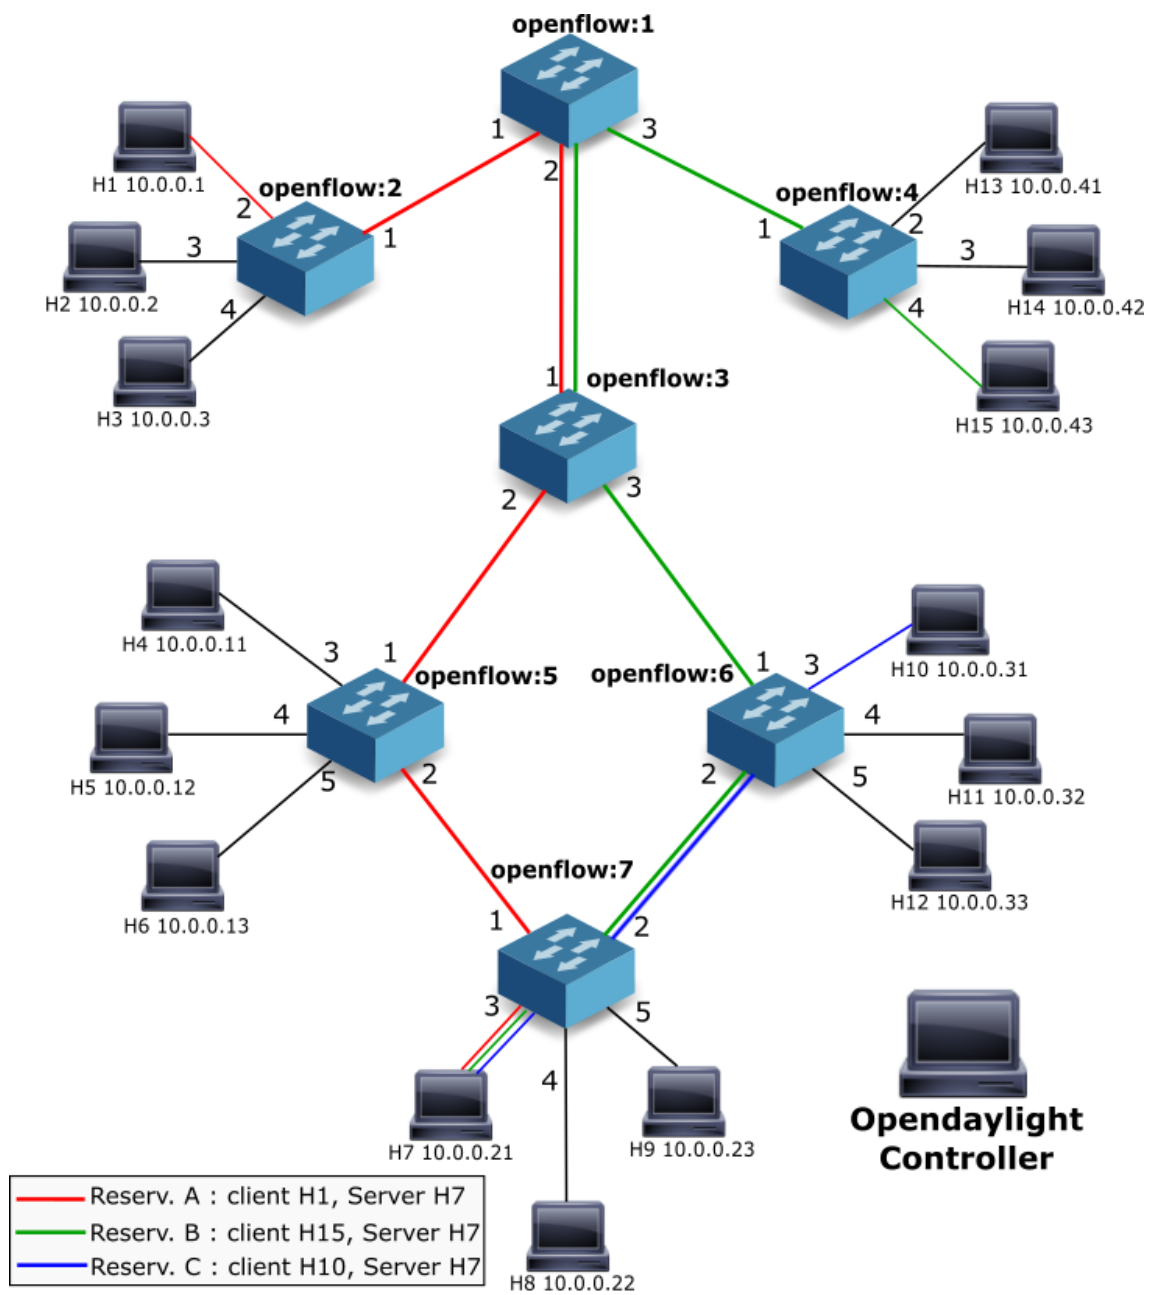 openflow:1
1
2
3
H1 10.0.0.1
openflow:2
2
3
4
1
H2 10.0.0.2
H3 10.0.0.3
openflow:4
1
2
3
4
H13 10.0.0.41
H14 10.0.0.42
H15 10.0.0.43
1
openflow:3
2
3
H4 10.0.0.11
3
1
openflow:5
4
5
2
H5 10.0.0.12
H6 10.0.0.13
openflow:6
1
3
4
5
2
H10 10.0.0.31
H11 10.0.0.32
H12 10.0.0.33
openflow:7
1
2
3
4
5
H7 10.0.0.21
H9 10.0.0.23
H8 10.0.0.22
Opendaylight
Controller
Reserv. A : client H1, Server H7
Reserv. B : client H15, Server H7
Reserv. C : client H10, Server H7